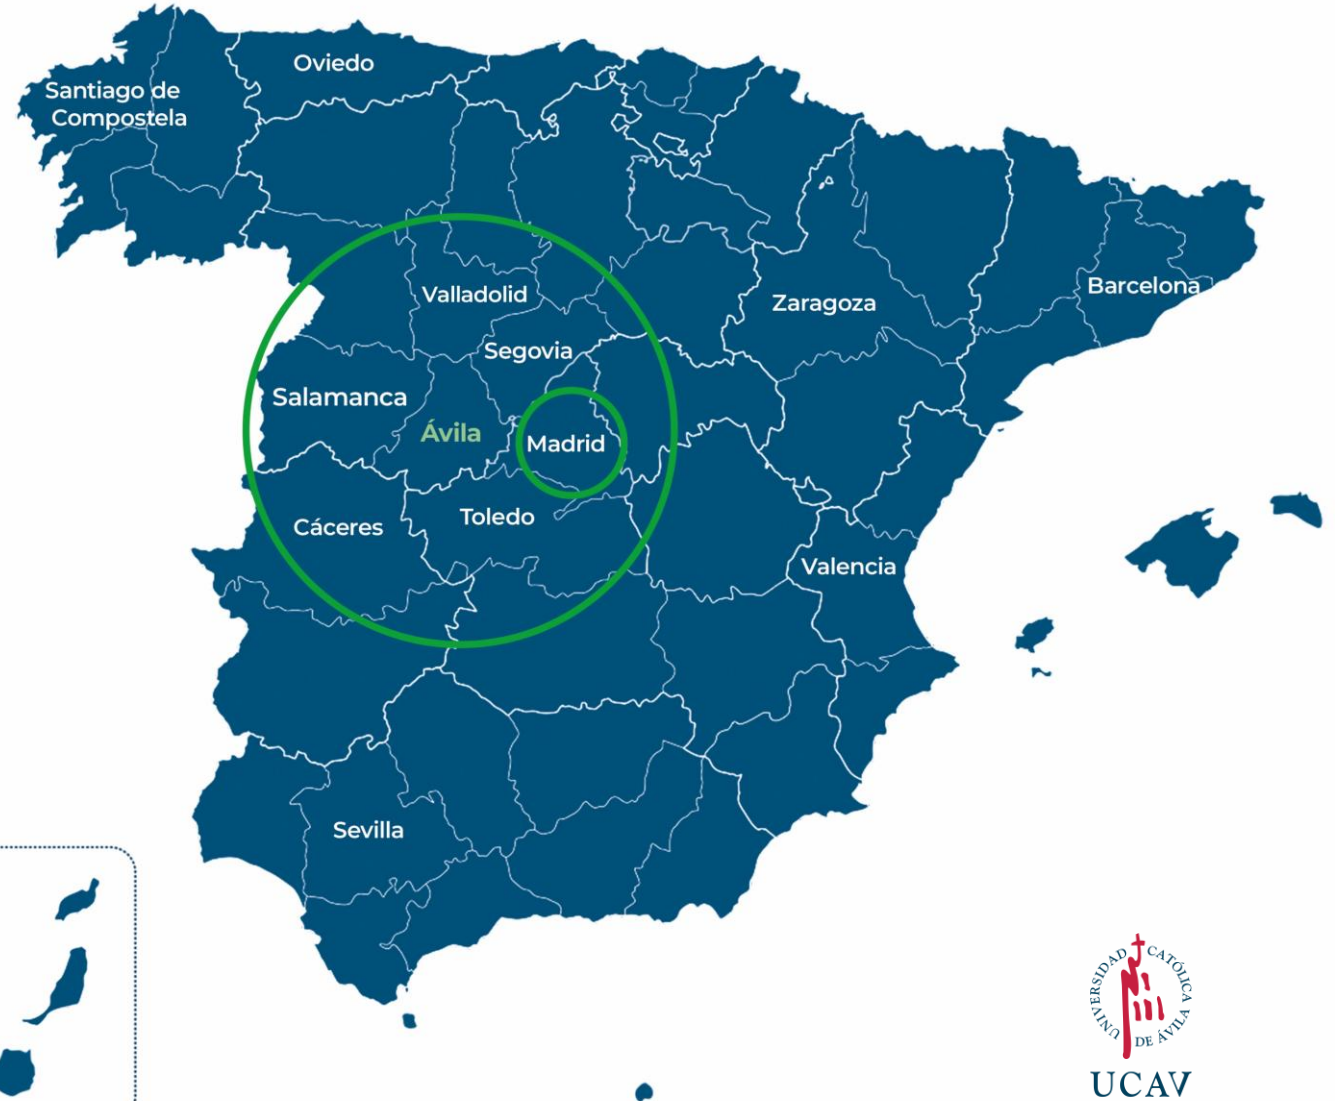 Oviedo
Santiago de
Compostela
Valladolid
Barcelona
Zaragoza
Segovia
Salamanca
Ávila
Madrid
Toledo
Cáceres
Valencia
Sevilla
UNIVERSIDAD CATÓLICA
DE ÁVILA
UCAV